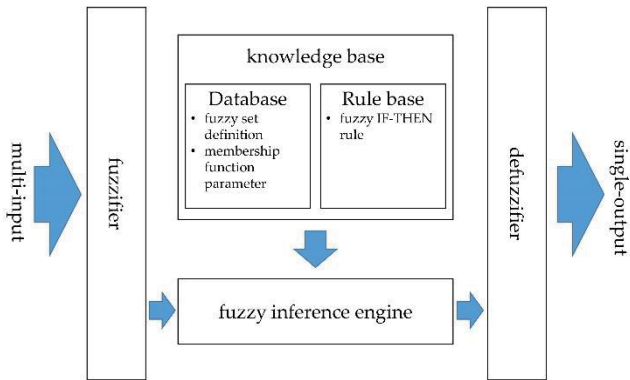 multi-input
fuzzifier
knowledge base
Database
• fuzzy set
definition
• membership
function
parameter
Rule base
• fuzzy IF-THEN
rule
fuzzy inference engine
defuzzifier
single-output